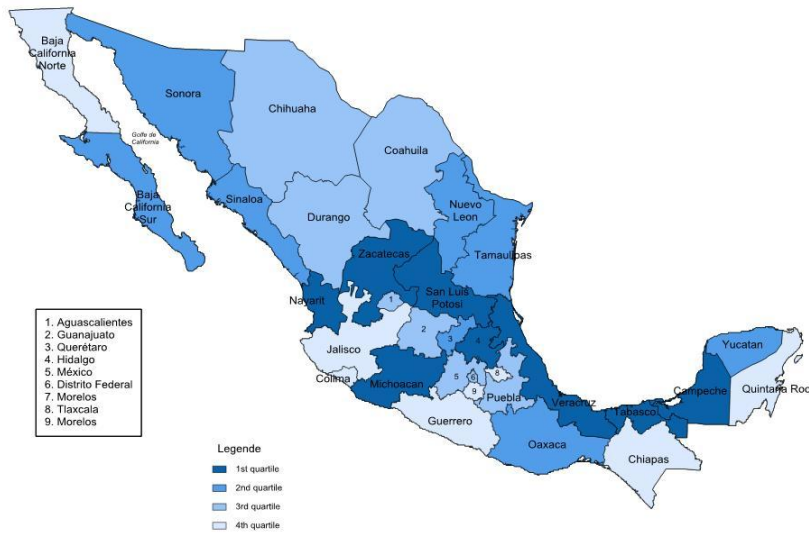 Baja
California
Norte
Sonora
Chihuaha
Golfe de
California
Coahuila
Baja
California
Sur
Sinaloa
Durango
Nuevo
Leon
Tamaulipas
Zacatecas
Nayarit
San Luis
Potosi
1
2
3
4
5
6
8
9
Jalisco
Colima
Michoacan
Puebla
Guerrero
Veracruz
Tabasco
Campeche
Yucatan
Quintana Roo
Oaxaca
Chiapas
1. Aguascalientes
2. Guanajuato
3. Querétaro
4. Hidalgo
5. México
6. Distrito Federal
7. Morelos
8. Tlaxcala
9. Morelos
Legende
1st quartile
2nd quartile
3rd quartile
4th quartile